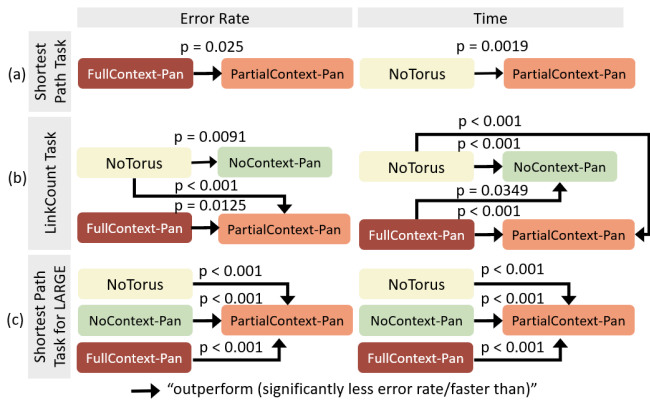 Error Rate
Time
(a)
Shortest
Path Task
p = 0.025
FullContext-Pan
PartialContext-Pan
p = 0.0019
NoTorus
PartialContext-Pan
(b)
LinkCount Task
p = 0.0091
NoTorus
NoContext-Pan
p < 0.001
p = 0.0125
FullContext-Pan
PartialContext-Pan
p < 0.001
p < 0.001
NoTorus
NoContext-Pan
p = 0.0349
p < 0.001
FullContext-Pan
PartialContext-Pan
(c)
Shortest Path
Task for LARGE
p < 0.001
NoTorus
p < 0.001
NoContext-Pan
PartialContext-Pan
p < 0.001
FullContext-Pan
p < 0.001
NoTorus
p < 0.001
NoContext-Pan
PartialContext-Pan
p < 0.001
FullContext-Pan
“outperform (significantly less error rate/faster than)”